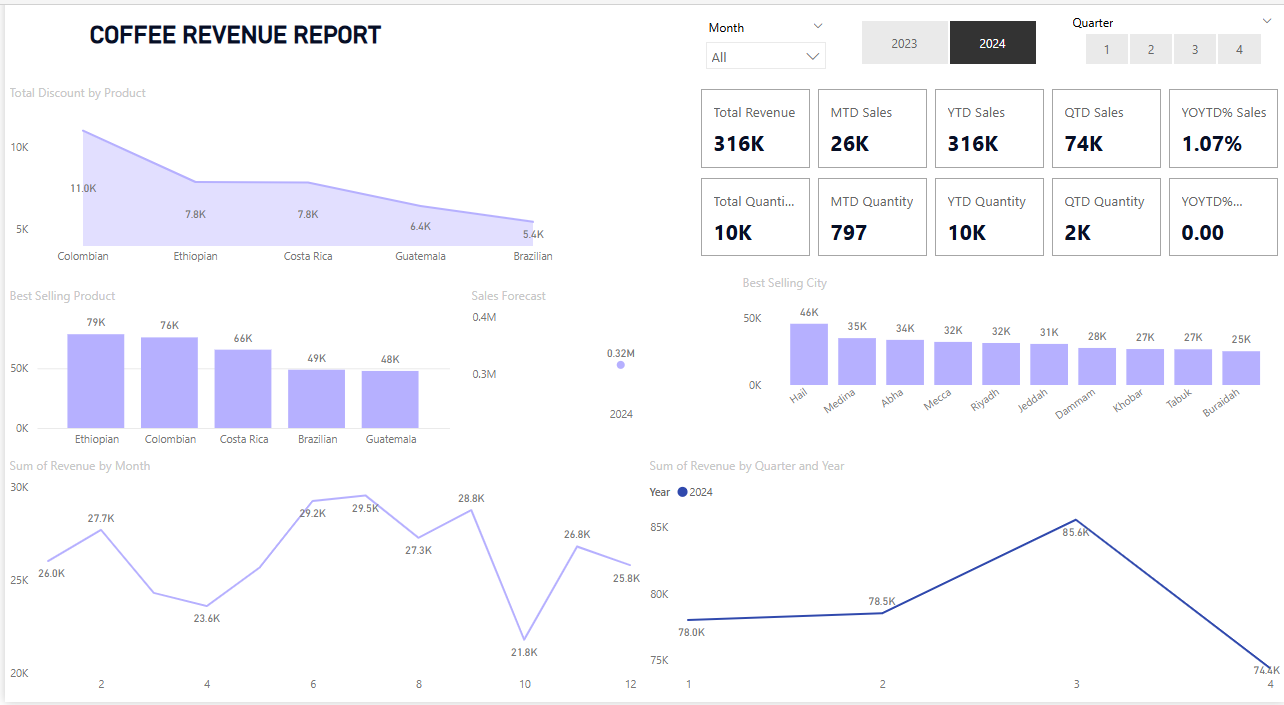 COFFEE REVENUE REPORT
Month
All
2023
2024
Quarter
1 2 3 4
Total Revenue
316K
MTD Sales
26K
YTD Sales
316K
QTD Sales
74K
YOYTD% Sales
1.07%
Total Quanti...
10K
MTD Quantity
797
YTD Quantity
10K
QTD Quantity
2K
YOYTD%...
0.00
Total Discount by Product
10K
5K
11.0K
7.8K
7.8K
6.4K
5.4K
Colombian Ethiopian Costa Rica Guatemala Brazilian
Best Selling Product
50K
0K
79K
76K
66K
49K
48K
Ethiopian Colombian Costa Rica Brazilian Guatemala
Sales Forecast
0.4M
0.3M
0.32M
2024
Best Selling City
50K
0K
46K
35K
34K
32K
32K
31K
28K
27K
27K
25K
Hail
Medina
Abha
Mecca
Riyadh
Jeddah
Dammam
Khobar
Tabuk
Buraidah
Sum of Revenue by Month
30K
25K
20K
26.0K
27.7K
23.6K
29.2K
29.5K
27.3K
28.8K
21.8K
26.8K
25.8K
2 4 6 8 10 12
Sum of Revenue by Quarter and Year
Year 2024
85K
80K
75K
78.0K
78.5K
85.6K
74.4K
1 2 3 4